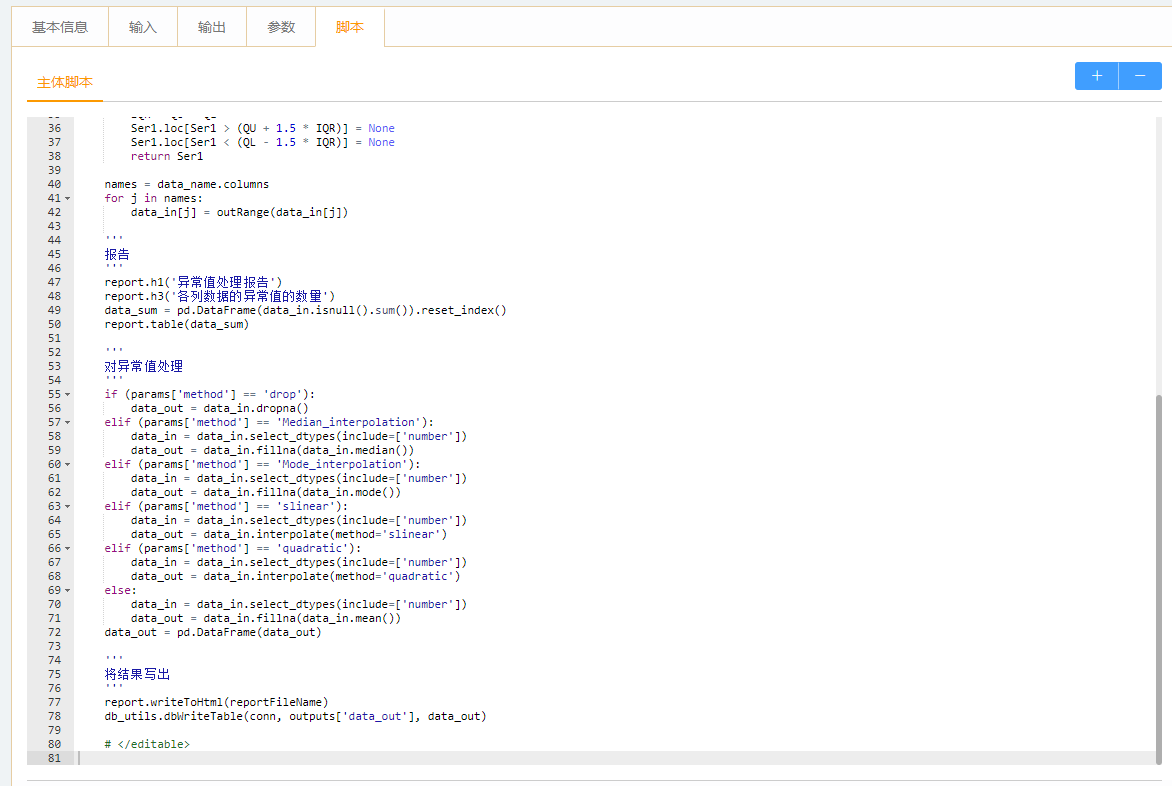 基本信息 输入 输出 参数 脚本
主体脚本
+ −
36 Ser1.loc[Ser1 > (QU + 1.5 * IQR)] = None
37 Ser1.loc[Ser1 < (QL - 1.5 * IQR)] = None
38 return Ser1
39
40 names = data_name.columns
41 for j in names:
42 data_in[j] = outRange(data_in[j])
43
44 '''
45 报告
46 '''
47 report.h1('异常值处理报告')
48 report.h3('各列数据的异常值的数量')
49 data_sum = pd.DataFrame(data_in.isnull().sum()).reset_index()
50 report.table(data_sum)
51
52 '''
53 对异常值处理
54 '''
55 if (params['method'] == 'drop'):
56 data_out = data_in.dropna()
57 elif (params['method'] == 'Median_interpolation'):
58 data_in = data_in.select_dtypes(include=['number'])
59 data_out = data_in.fillna(data_in.median())
60 elif (params['method'] == 'Mode_interpolation'):
61 data_in = data_in.select_dtypes(include=['number'])
62 data_out = data_in.fillna(data_in.mode())
63 elif (params['method'] == 'slinear'):
64 data_in = data_in.select_dtypes(include=['number'])
65 data_out = data_in.interpolate(method='slinear')
66 elif (params['method'] == 'quadratic'):
67 data_in = data_in.select_dtypes(include=['number'])
68 data_out = data_in.interpolate(method='quadratic')
69 else:
70 data_in = data_in.select_dtypes(include=['number'])
71 data_out = data_in.fillna(data_in.mean())
72 data_out = pd.DataFrame(data_out)
73
74 '''
75 将结果写出
76 '''
77 report.writeToHtml(reportFileName)
78 db_utils.dbWriteTable(conn, outputs['data_out'], data_out)
79
80 # </editable>
81